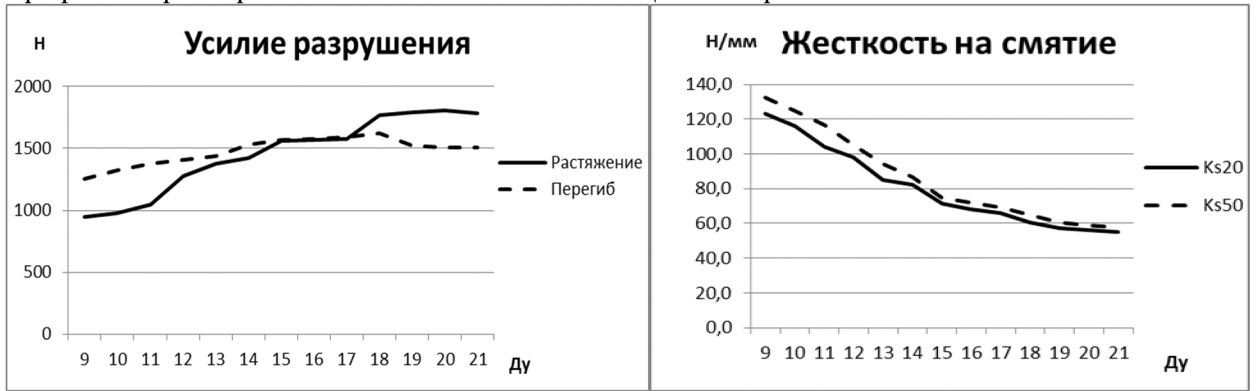 Усилие разрушения
Н
2000
1500
1000
500
0
9 10 11 12 13 14 15 16 17 18 19 20 21
Ду
Растяжение
Перегиб
Жесткость на смятие
Н/мм
140,0
120,0
100,0
80,0
60,0
40,0
20,0
0,0
9 10 11 12 13 14 15 16 17 18 19 20 21
Ду
Ks20
Ks50